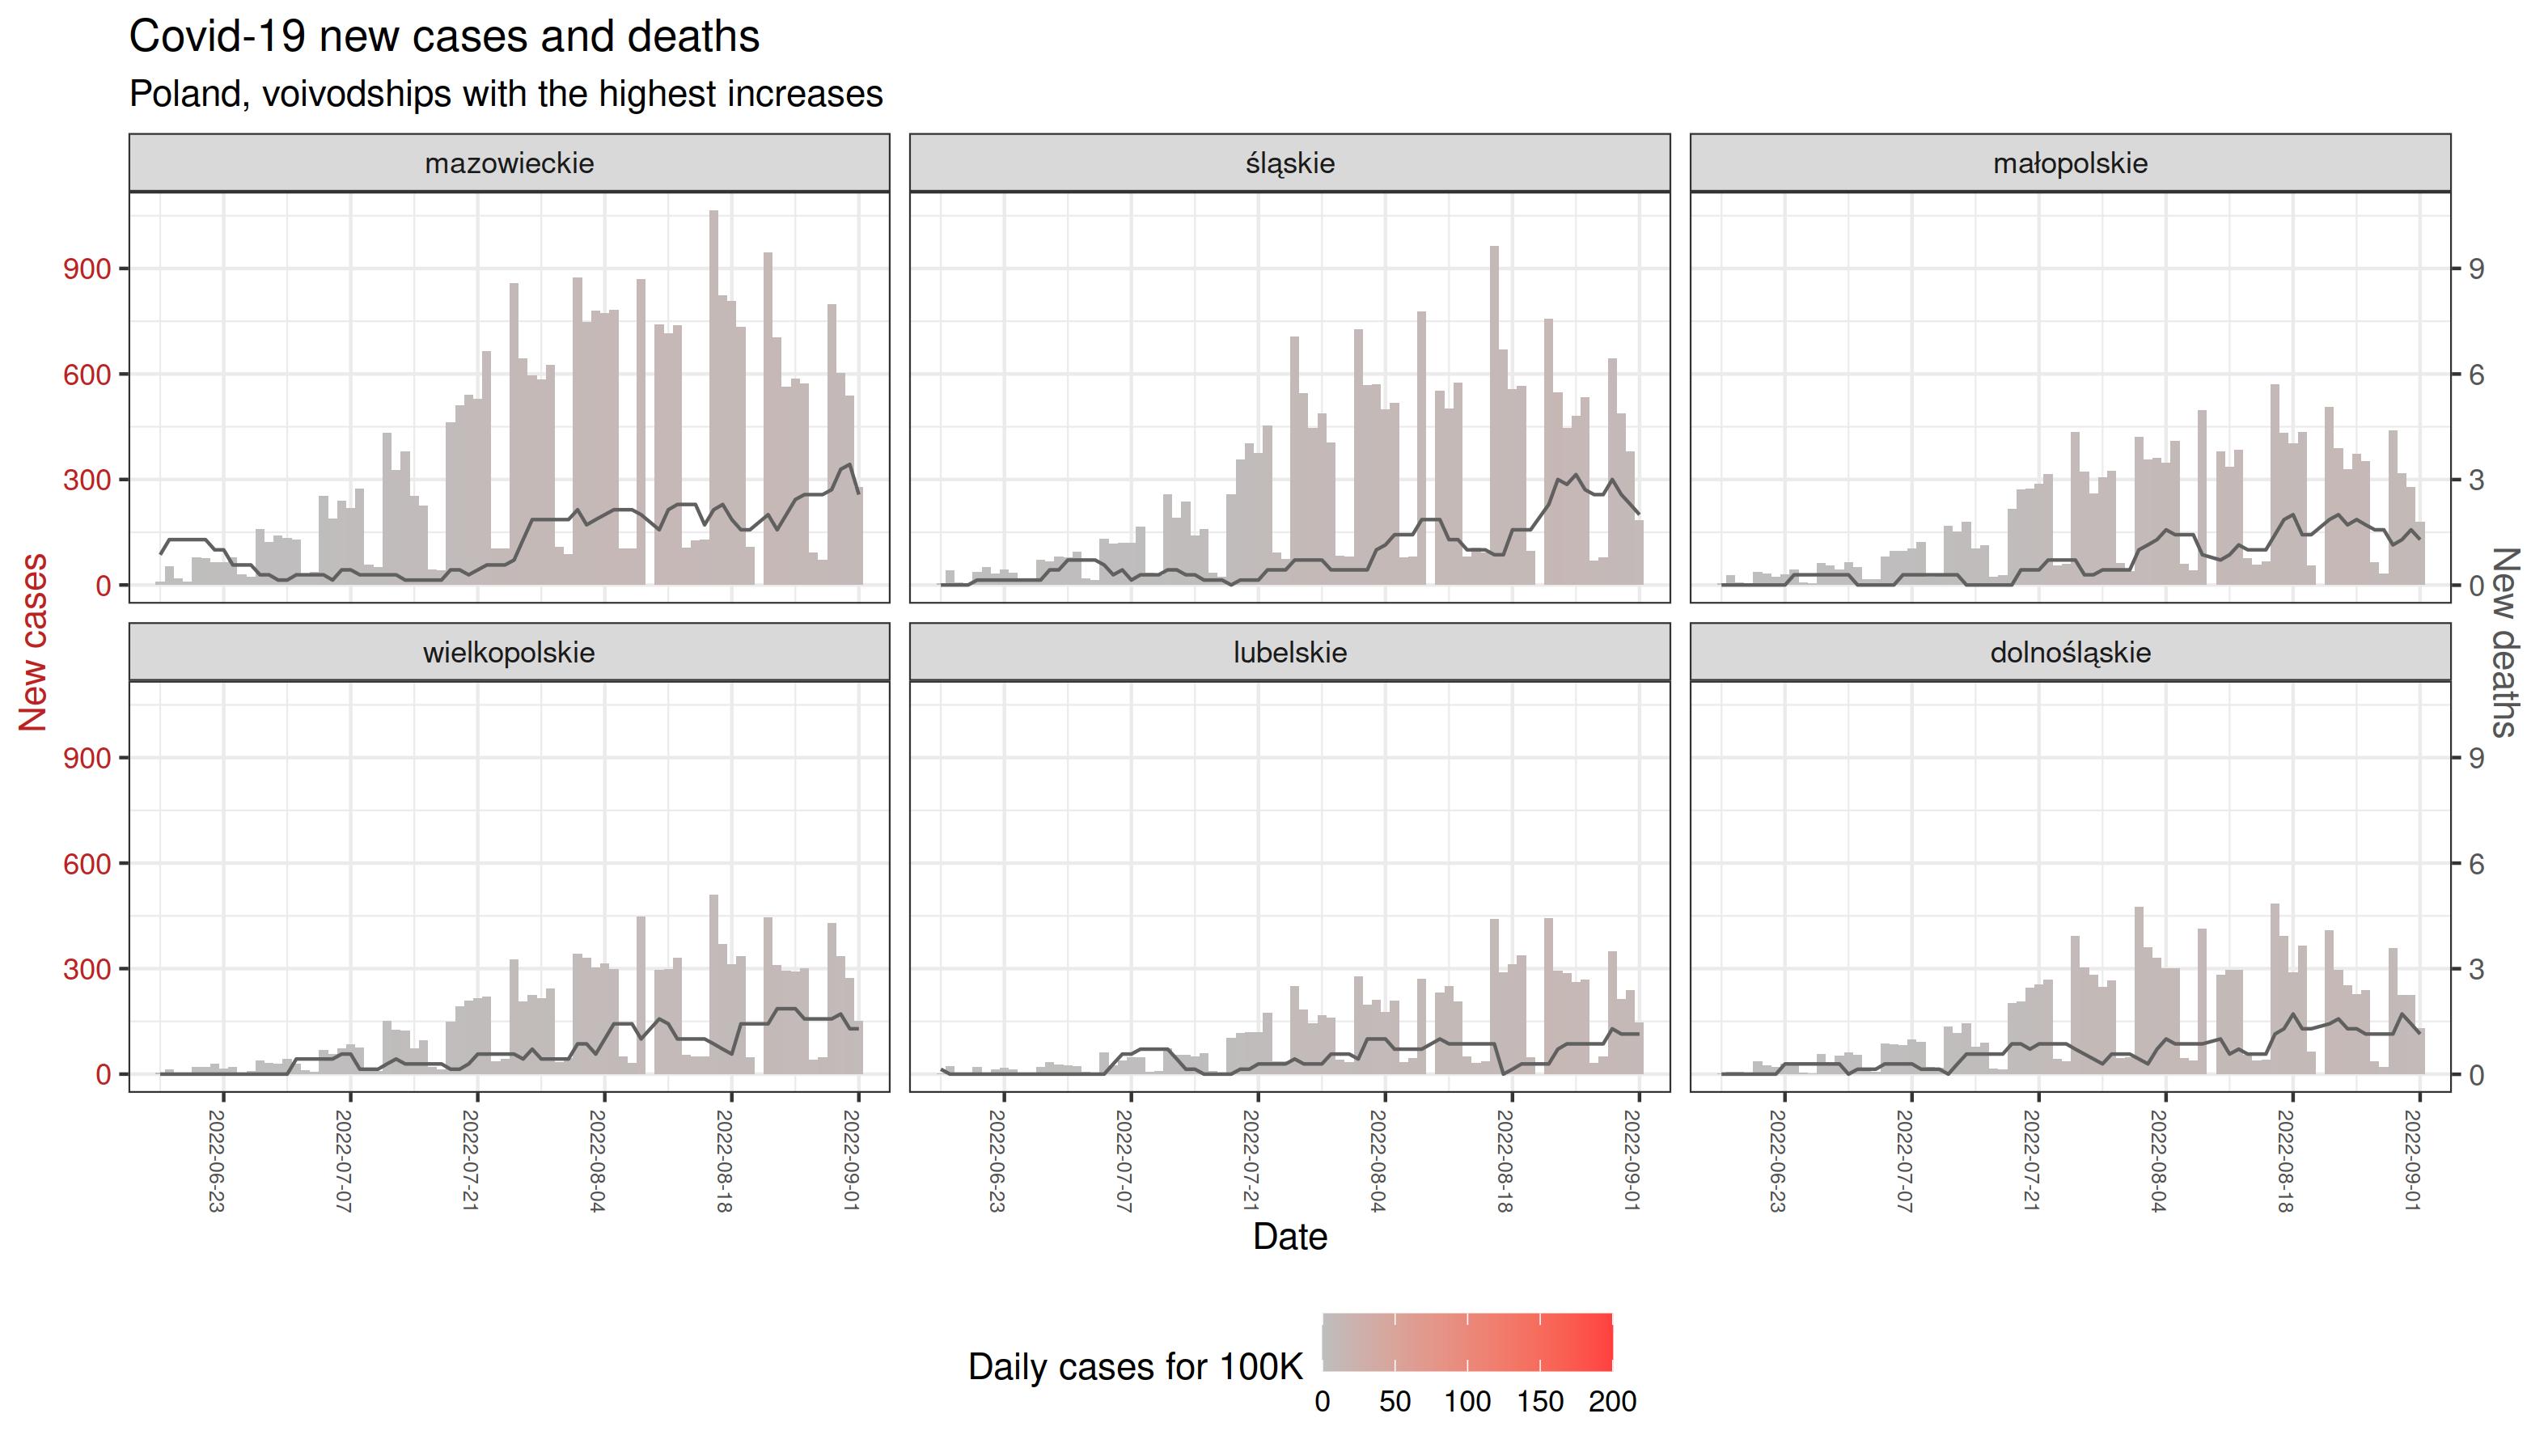 Covid-19 new cases and deaths
Poland, voivodships with the highest increases
mazowieckie
śląskie
małopolskie
900
600
300
0
9
6
3
0
wielkopolskie
lubelskie
dolnośląskie
900
600
300
0
9
6
3
0
New cases
New deaths
2022-06-23
2022-07-07
2022-07-21
2022-08-04
2022-08-18
2022-09-01
2022-06-23
2022-07-07
2022-07-21
2022-08-04
2022-08-18
2022-09-01
2022-06-23
2022-07-07
2022-07-21
2022-08-04
2022-08-18
2022-09-01
Date
Daily cases for 100K
0 50 100 150 200